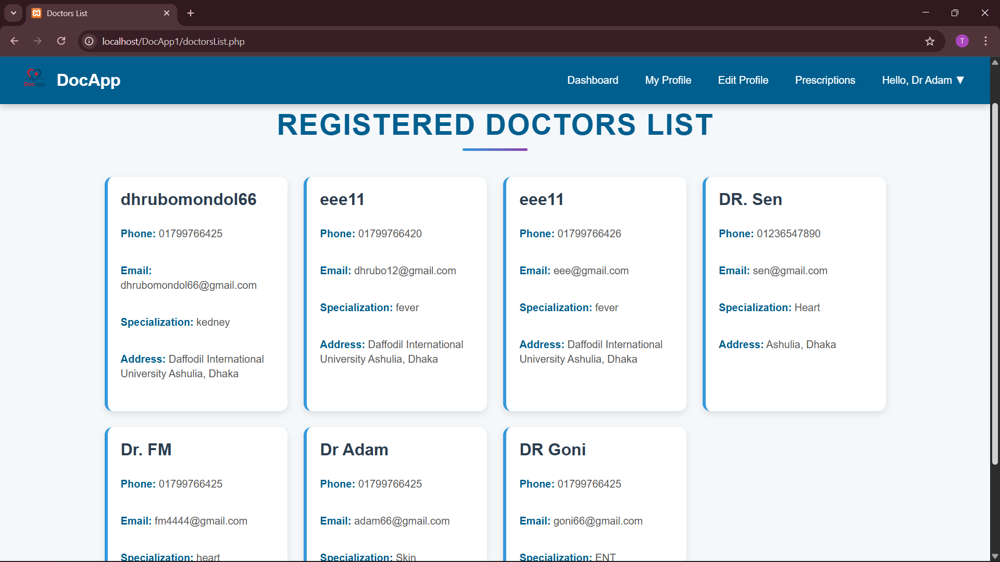 Doctors List
localhost/DocApp1/doctorsList.php
T
DocApp
DocApp
Dashboard
My Profile
Edit Profile
Prescriptions
Hello, Dr Adam ▼
REGISTERED DOCTORS LIST
dhrubomondol66
Phone: 01799766425
Email:
dhrubomondol66@gmail.com
Specialization: kedney
Address: Daffodil International
University Ashulia, Dhaka
eee11
Phone: 01799766420
Email: dhrubo12@gmail.com
Specialization: fever
Address: Daffodil International
University Ashulia, Dhaka
eee11
Phone: 01799766426
Email: eee@gmail.com
Specialization: fever
Address: Daffodil International
University Ashulia, Dhaka
DR. Sen
Phone: 01236547890
Email: sen@gmail.com
Specialization: Heart
Address: Ashulia, Dhaka
Dr. FM
Phone: 01799766425
Email: fm4444@gmail.com
Specialization: heart
Dr Adam
Phone: 01799766425
Email: adam66@gmail.com
Specialization: Skin
DR Goni
Phone: 01799766425
Email: goni66@gmail.com
Specialization: ENT